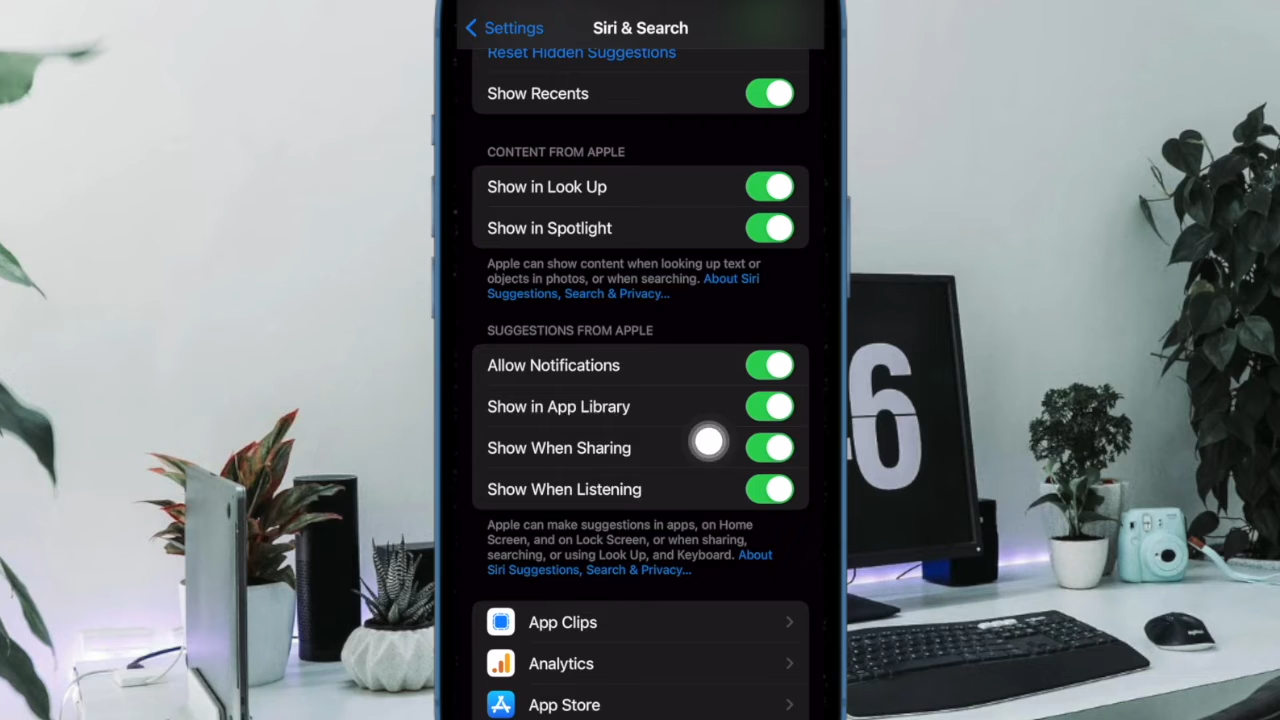 Settings
Siri & Search
Reset Hidden Suggestions
Show Recents
CONTENT FROM APPLE
Show in Look Up
Show in Spotlight
Apple can show content when looking up text or
objects in photos, or when searching. About Siri
Suggestions, Search & Privacy...
SUGGESTIONS FROM APPLE
Allow Notifications
Show in App Library
Show When Sharing
Show When Listening
Apple can make suggestions in apps, on Home
Screen, and on Lock Screen, or when sharing,
searching, or using Look Up, and Keyboard. About
Siri Suggestions, Search & Privacy...
App Clips
Analytics
App Store
6
logi